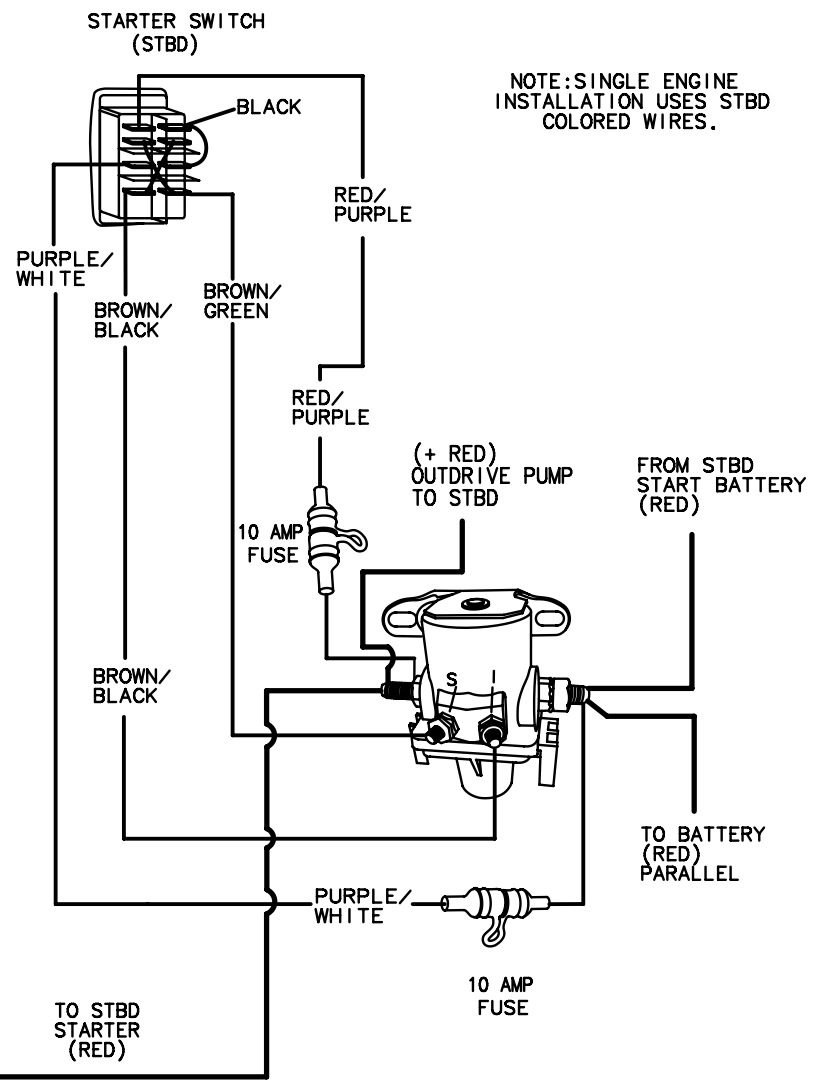 STARTER SWITCH
(STBD)
NOTE:SINGLE ENGINE
INSTALLATION USES STBD
COLORED WIRES.
BLACK
RED/
PURPLE
PURPLE/
WHITE
BROWN/
BLACK
BROWN/
GREEN
RED/
PURPLE
(+ RED)
OUTDRIVE PUMP
TO STBD
FROM STBD
START BATTERY
(RED)
10 AMP
FUSE
BROWN/
BLACK
S
I
TO BATTERY
(RED)
PARALLEL
PURPLE/
WHITE
10 AMP
FUSE
TO STBD
STARTER
(RED)